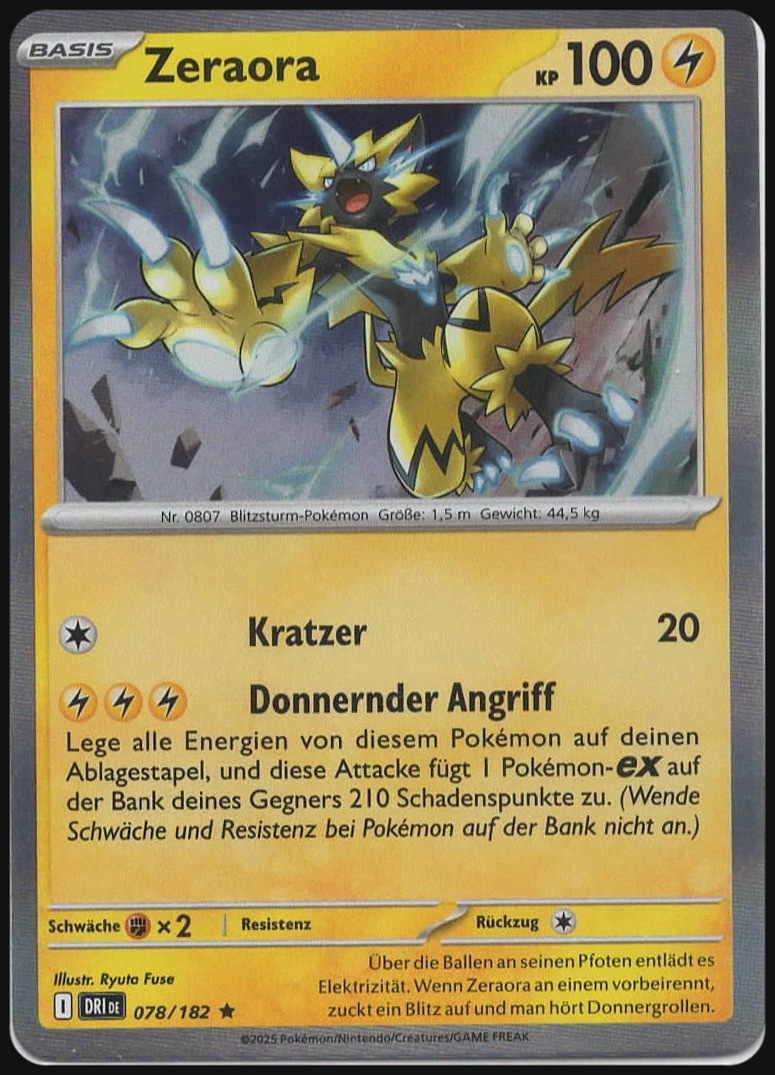 BASIS Zeraora KP 100
Nr. 0807 Blitzsturm-Pokémon Größe: 1,5 m Gewicht: 44,5 kg
Kratzer 20
Donnernder Angriff
Lege alle Energien von diesem Pokémon auf deinen
Ablagestapel, und diese Attacke fügt 1 Pokémon-ex auf
der Bank deines Gegners 210 Schadenspunkte zu. (Wende
Schwäche und Resistenz bei Pokémon auf der Bank nicht an.)
Schwäche ×2 Resistenz Rückzug
Über die Ballen an seinen Pfoten entlädt es
Elektrizität. Wenn Zeraora an einem vorbeirennt,
zuckt ein Blitz auf und man hört Donnergrollen.
Illustr. Ryuta Fuse
I DRI DE 078/182 ★
©2025 Pokémon/Nintendo/Creatures/GAME FREAK